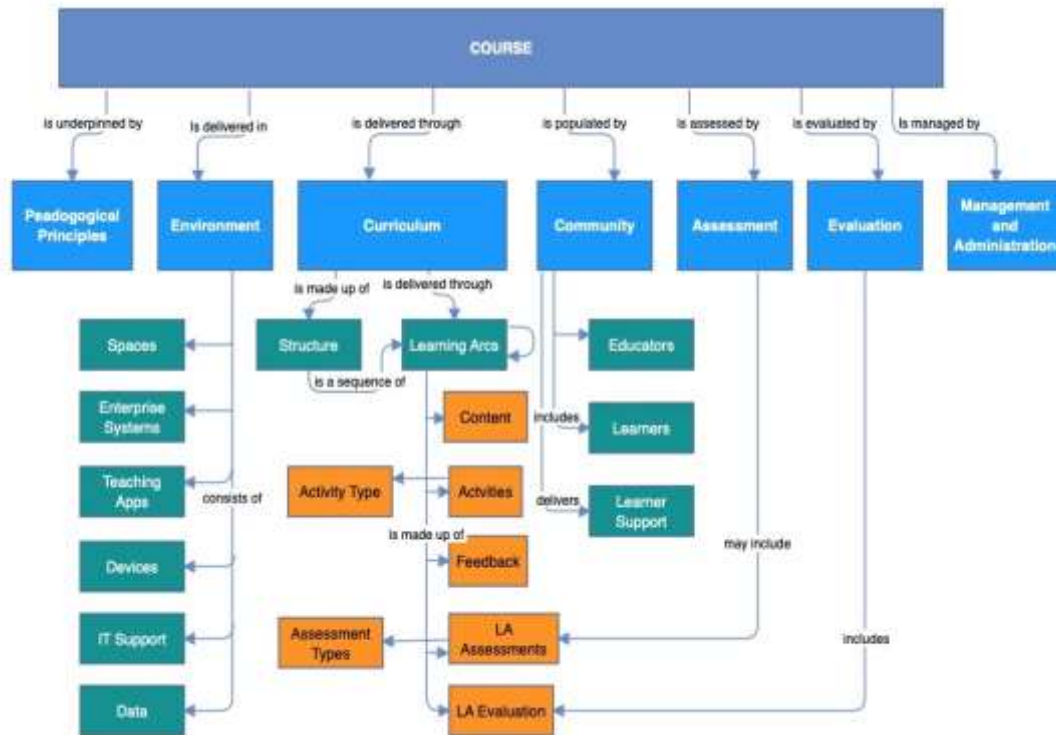 COURSE
is underpinned by
Is delivered in
is delivered through
is populated by
is assessed by
is evaluated by
Is managed by
Peadogogical
Principles
Environment
Curriculum
Community
Assessment
Evaluation
Management
and
Administration
is made up of
is delivered through
Spaces
Structure
Learning Arcs
Educators
is a sequence of
Enterprise
Systems
Content
includes
Learners
Teaching
Apps
consists of
Activity Type
Actvities
delivers
Learner
Support
is made up of
may include
Devices
Feedback
IT Support
Assessment
Types
LA
Assessments
includes
Data
LA Evaluation